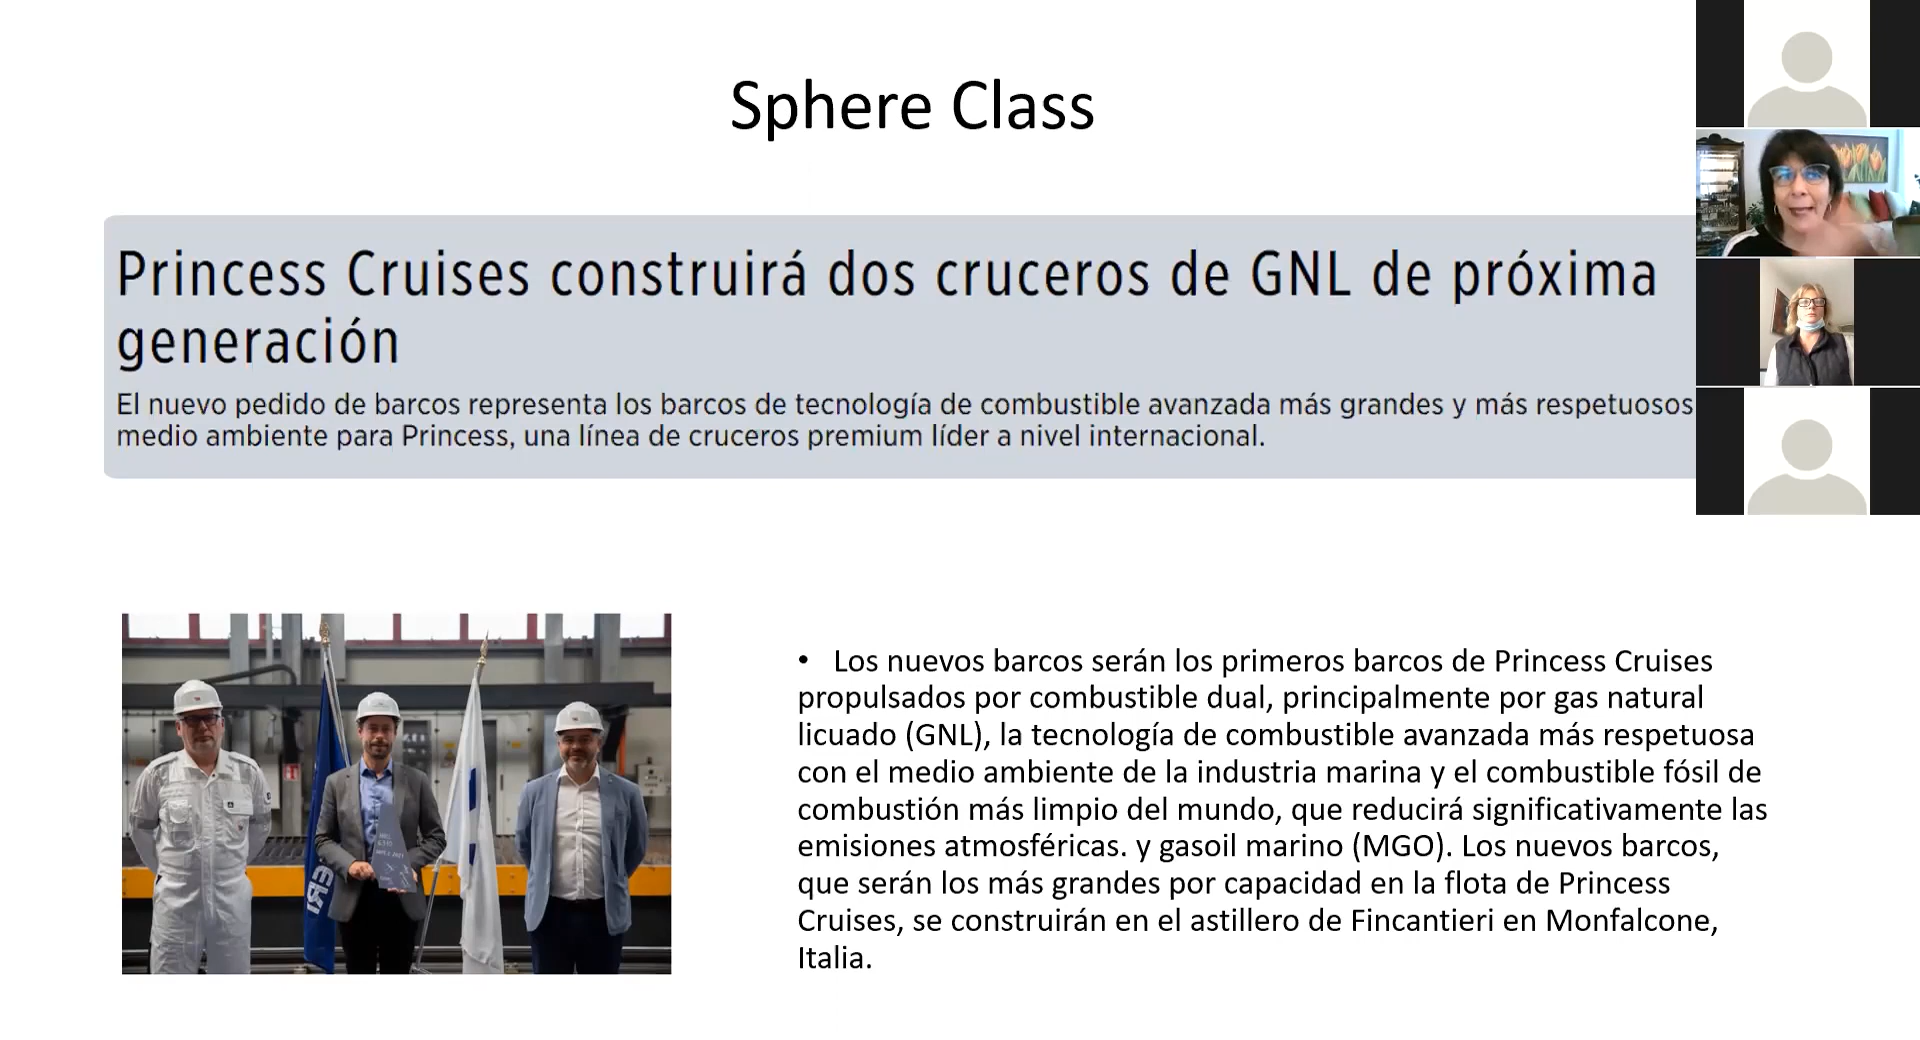 Sphere Class
Princess Cruises construirá dos cruceros de GNL de próxima
generación
El nuevo pedido de barcos representa los barcos de tecnología de combustible avanzada más grandes y más respetuosos
medio ambiente para Princess, una línea de cruceros premium líder a nivel internacional.
• Los nuevos barcos serán los primeros barcos de Princess Cruises
propulsados por combustible dual, principalmente por gas natural
licuado (GNL), la tecnología de combustible avanzada más respetuosa
con el medio ambiente de la industria marina y el combustible fósil de
combustión más limpio del mundo, que reducirá significativamente las
emisiones atmosféricas. y gasoil marino (MGO). Los nuevos barcos,
que serán los más grandes por capacidad en la flota de Princess
Cruises, se construirán en el astillero de Fincantieri en Monfalcone,
Italia.